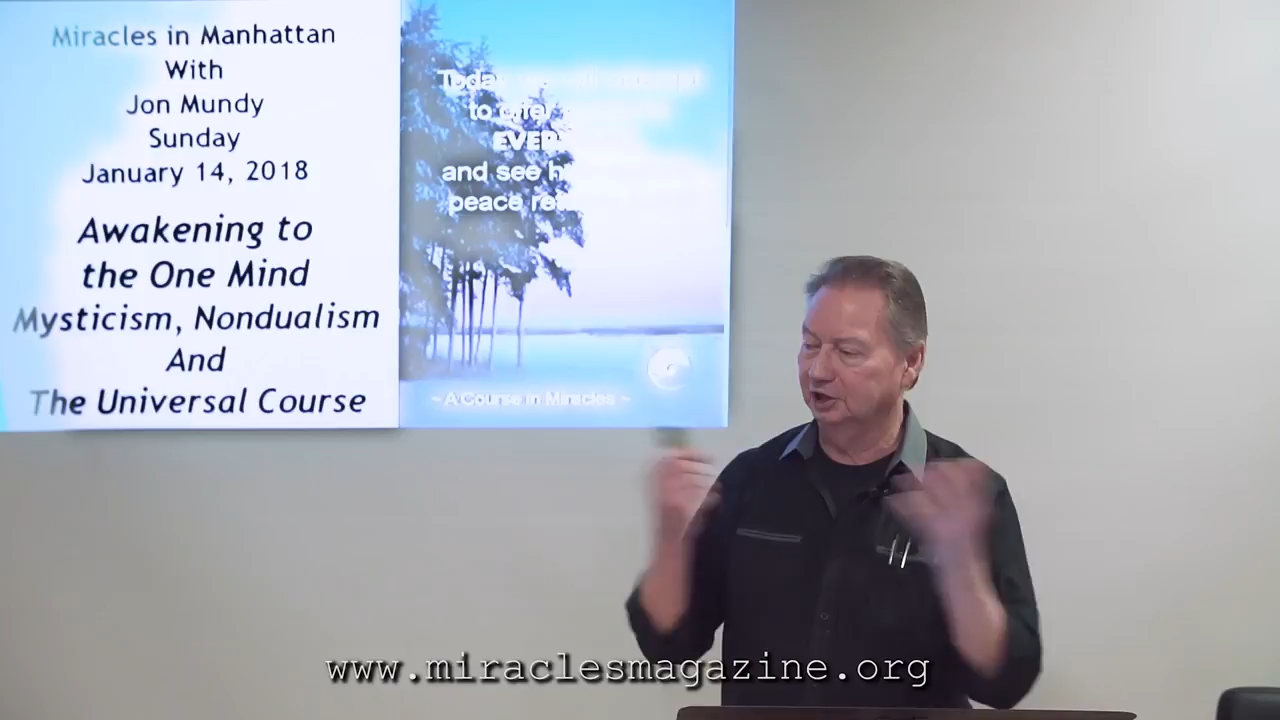 Miracles in Manhattan
With
Jon Mundy
Sunday
January 14, 2018
Awakening to
the One Mind
Mysticism, Nondualism
And
The Universal Course
to offer
and see
peace
~ A Course in Miracles ~
www.miraclesmagazine.org